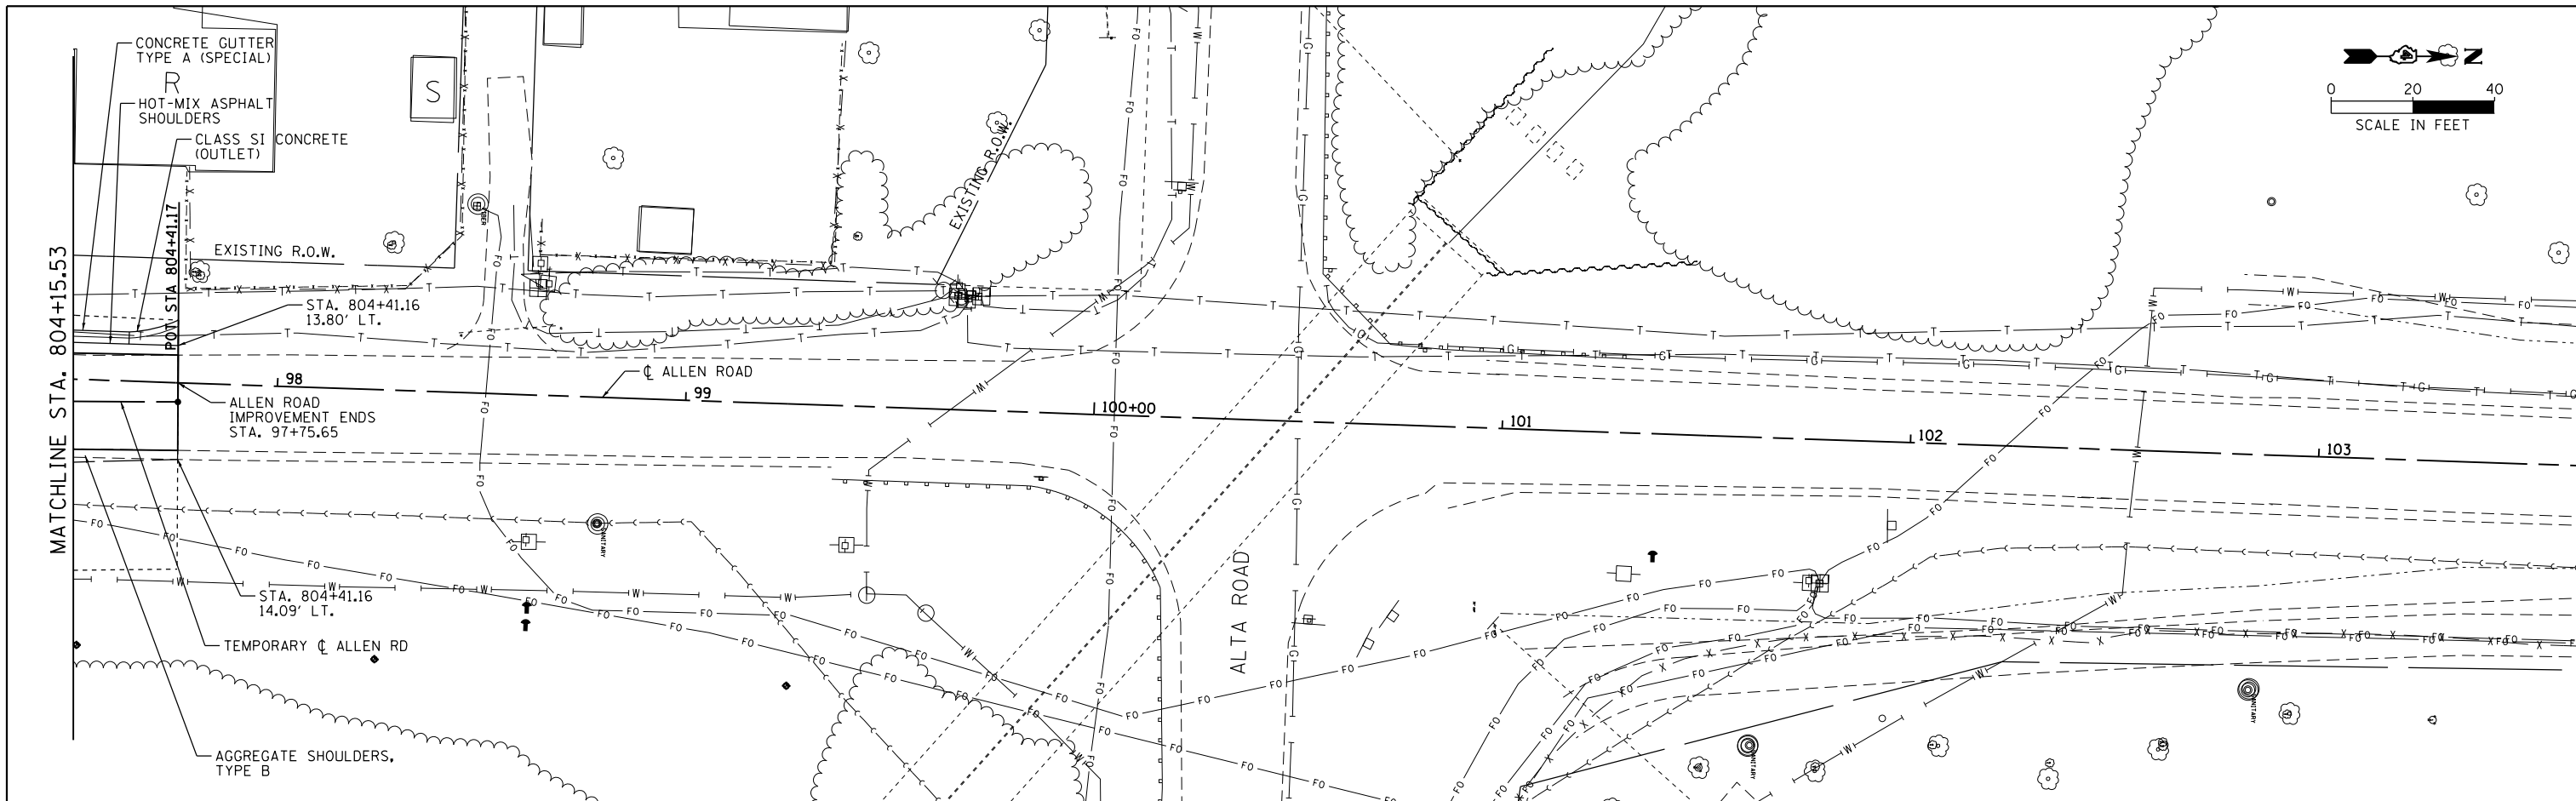 CONCRETE GUTTER
TYPE A (SPECIAL)
R
HOT-MIX ASPHALT
SHOULDERS
CLASS SI CONCRETE
(OUTLET)
S
N
0 20 40
SCALE IN FEET
EXISTING R.O.W.
EXISTING R.O.W.
POT STA 804+41.17
MATCHLINE STA. 804+15.53
STA. 804+41.16
13.80' LT.
98
99
100+00
101
102
103
℄ ALLEN ROAD
ALLEN ROAD
IMPROVEMENT ENDS
STA. 97+75.65
ALTA ROAD
SANITARY
STA. 804+41.16
14.09' LT.
TEMPORARY ℄ ALLEN RD
AGGREGATE SHOULDERS,
TYPE B
SANITARY
SANITARY